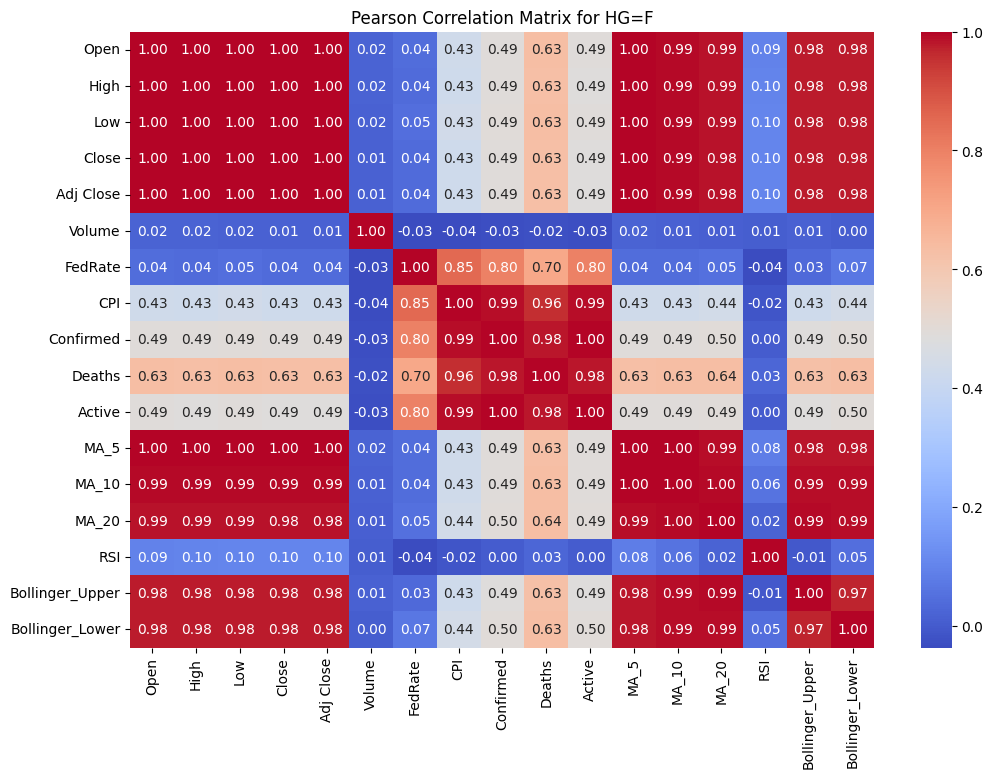 Pearson Correlation Matrix for HG=F
Open 1.00 1.00 1.00 1.00 1.00 0.02 0.04 0.43 0.49 0.63 0.49 1.00 0.99 0.99 0.09 0.98 0.98
High 1.00 1.00 1.00 1.00 1.00 0.02 0.04 0.43 0.49 0.63 0.49 1.00 0.99 0.99 0.10 0.98 0.98
Low 1.00 1.00 1.00 1.00 1.00 0.02 0.05 0.43 0.49 0.63 0.49 1.00 0.99 0.99 0.10 0.98 0.98
Close 1.00 1.00 1.00 1.00 1.00 0.01 0.04 0.43 0.49 0.63 0.49 1.00 0.99 0.98 0.10 0.98 0.98
Adj Close 1.00 1.00 1.00 1.00 1.00 0.01 0.04 0.43 0.49 0.63 0.49 1.00 0.99 0.98 0.10 0.98 0.98
Volume 0.02 0.02 0.02 0.01 0.01 1.00 -0.03 -0.04 -0.03 -0.02 -0.03 0.02 0.01 0.01 0.01 0.01 0.00
FedRate 0.04 0.04 0.05 0.04 0.04 -0.03 1.00 0.85 0.80 0.70 0.80 0.04 0.04 0.05 -0.04 0.03 0.07
CPI 0.43 0.43 0.43 0.43 0.43 -0.04 0.85 1.00 0.99 0.96 0.99 0.43 0.43 0.44 -0.02 0.43 0.44
Confirmed 0.49 0.49 0.49 0.49 0.49 -0.03 0.80 0.99 1.00 0.98 1.00 0.49 0.49 0.50 0.00 0.49 0.50
Deaths 0.63 0.63 0.63 0.63 0.63 -0.02 0.70 0.96 0.98 1.00 0.98 0.63 0.63 0.64 0.03 0.63 0.63
Active 0.49 0.49 0.49 0.49 0.49 -0.03 0.80 0.99 1.00 0.98 1.00 0.49 0.49 0.49 0.00 0.49 0.50
MA_5 1.00 1.00 1.00 1.00 1.00 0.02 0.04 0.43 0.49 0.63 0.49 1.00 1.00 0.99 0.08 0.98 0.98
MA_10 0.99 0.99 0.99 0.99 0.99 0.01 0.04 0.43 0.49 0.63 0.49 1.00 1.00 1.00 0.06 0.99 0.99
MA_20 0.99 0.99 0.99 0.98 0.98 0.01 0.05 0.44 0.50 0.64 0.49 0.99 1.00 1.00 0.02 0.99 0.99
RSI 0.09 0.10 0.10 0.10 0.10 0.01 -0.04 -0.02 0.00 0.03 0.00 0.08 0.06 0.02 1.00 -0.01 0.05
Bollinger_Upper 0.98 0.98 0.98 0.98 0.98 0.01 0.03 0.43 0.49 0.63 0.49 0.98 0.99 0.99 -0.01 1.00 0.97
Bollinger_Lower 0.98 0.98 0.98 0.98 0.98 0.00 0.07 0.44 0.50 0.63 0.50 0.98 0.99 0.99 0.05 0.97 1.00
Open High Low Close Adj Close Volume FedRate CPI Confirmed Deaths Active MA_5 MA_10 MA_20 RSI Bollinger_Upper Bollinger_Lower
1.0
0.8
0.6
0.4
0.2
0.0